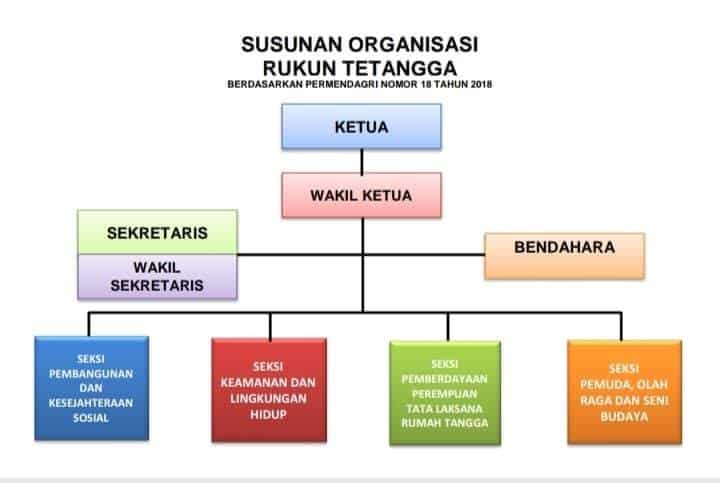 SUSUNAN ORGANISASI
RUKUN TETANGGA
BERDASARKAN PERMENDAGRI NOMOR 18 TAHUN 2018
KETUA
WAKIL KETUA
SEKRETARIS
WAKIL
SEKRETARIS
BENDAHARA
SEKSI
PEMBANGUNAN
DAN
KESEJAHTERAAN
SOSIAL
SEKSI
KEAMANAN DAN
LINGKUNGAN
HIDUP
SEKSI
PEMBERDAYAAN
PEREMPUAN
TATA LAKSANA
RUMAH TANGGA
SEKSI
PEMUDA, OLAH
RAGA DAN SENI
BUDAYA